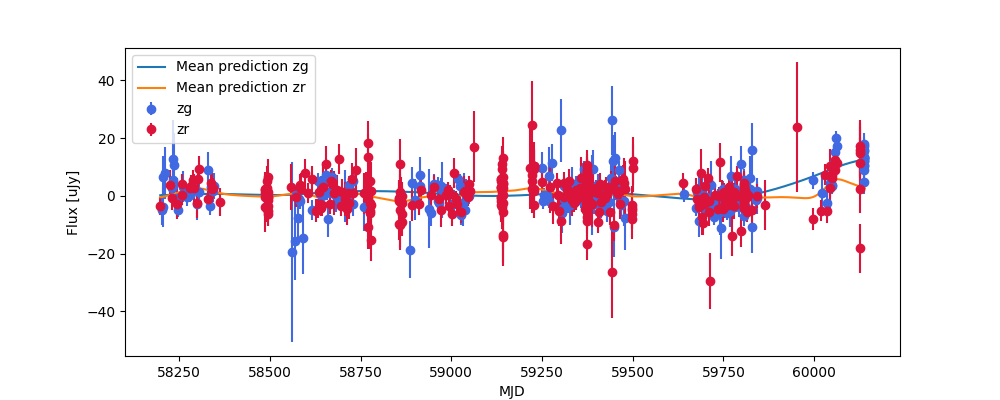 Mean prediction zg
Mean prediction zr
zg
zr
40
20
0
−20
−40
Flux [uJy]
58250
58500
58750
59000
59250
59500
59750
60000
MJD